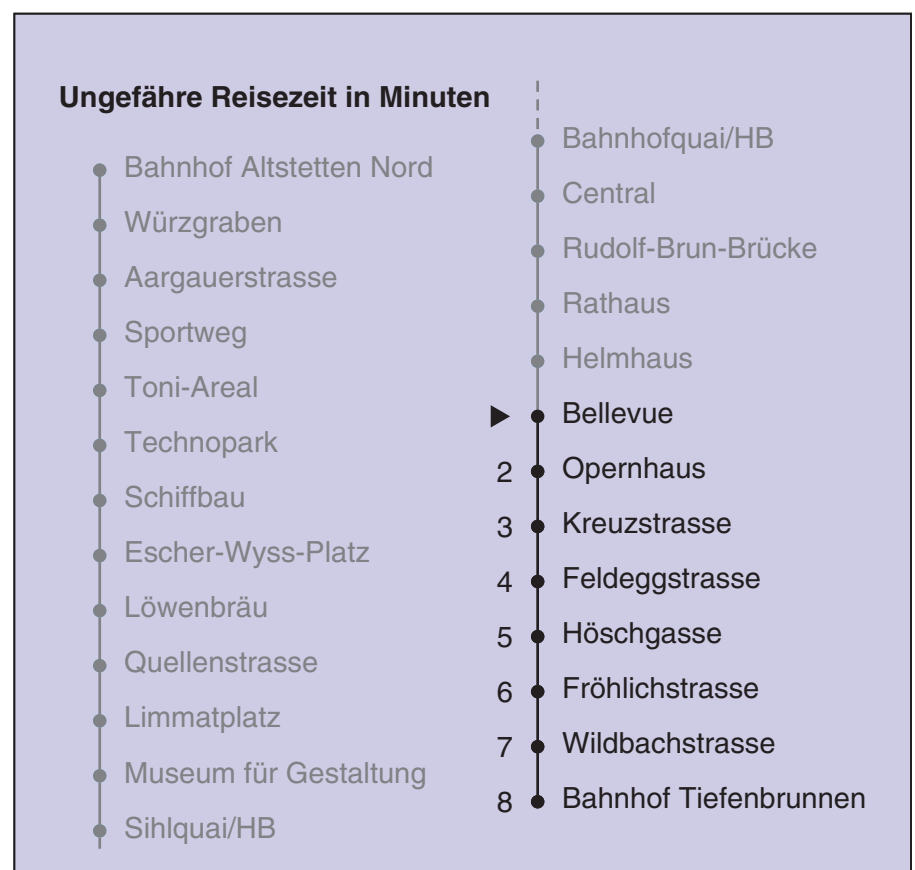 Ungefähre Reisezeit in Minuten
Bahnhof Altstetten Nord
Würzgraben
Aargauerstrasse
Sportweg
Toni-Areal
Technopark
Schiffbau
Escher-Wyss-Platz
Löwenbräu
Quellenstrasse
Limmatplatz
Museum für Gestaltung
Sihlquai/HB
Bahnhofquai/HB
Central
Rudolf-Brun-Brücke
Rathaus
Helmhaus
Bellevue
2 Opernhaus
3 Kreuzstrasse
4 Feldeggstrasse
5 Höschgasse
6 Fröhlichstrasse
7 Wildbachstrasse
8 Bahnhof Tiefenbrunnen